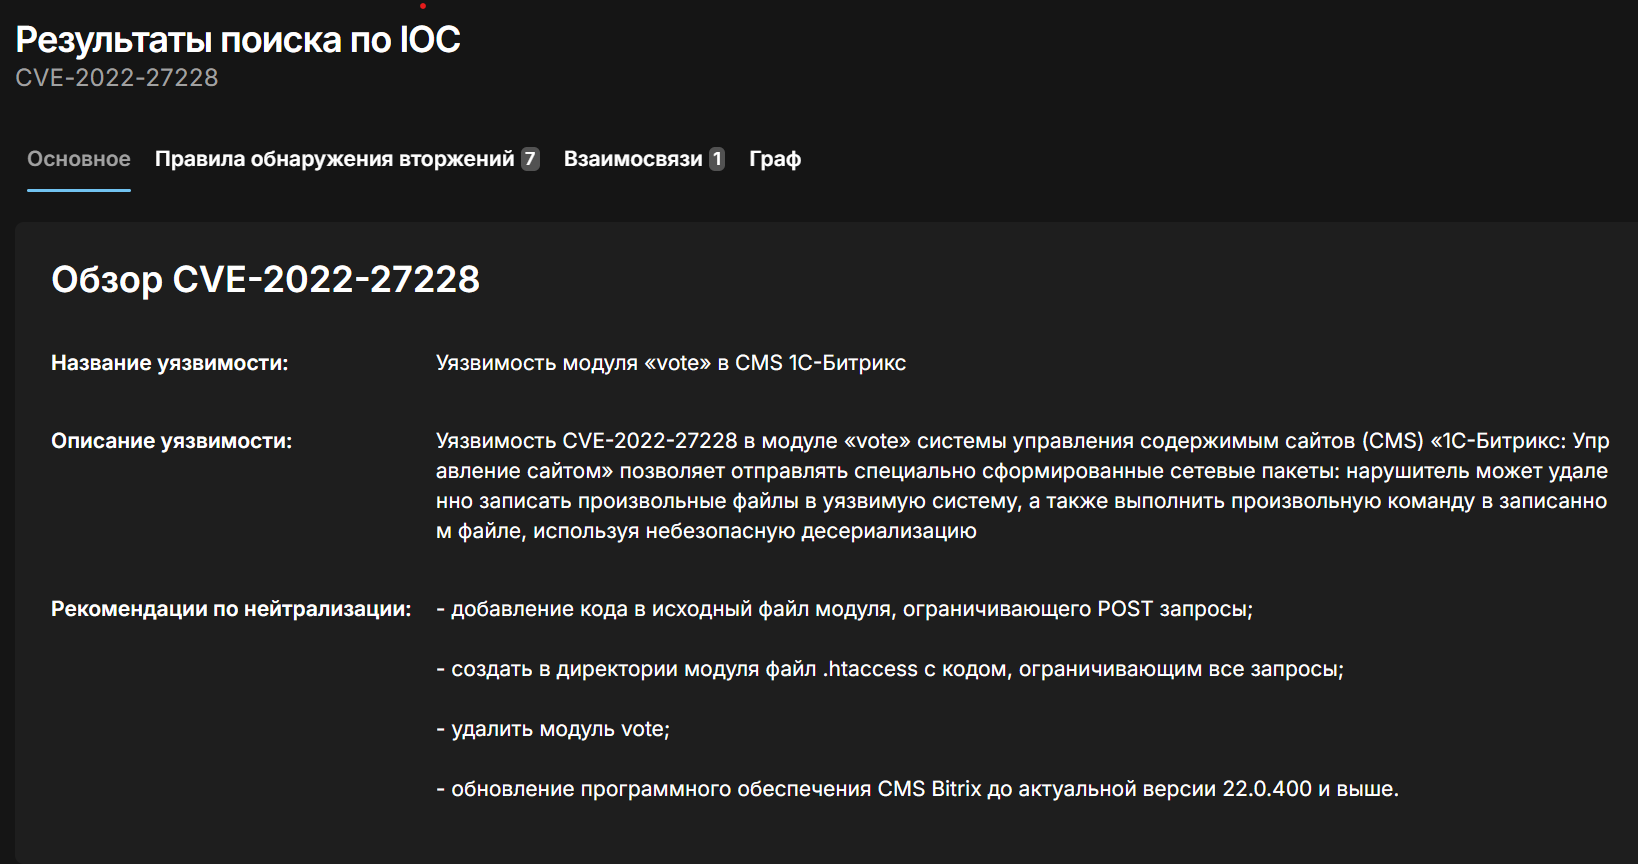 Результаты поиска по IOC
CVE-2022-27228
Основное Правила обнаружения вторжений 7 Взаимосвязи 1 Граф
Обзор CVE-2022-27228
Название уязвимости: Уязвимость модуля «vote» в CMS 1С-Битрикс
Описание уязвимости: Уязвимость CVE-2022-27228 в модуле «vote» системы управления содержимым сайтов (CMS) «1С-Битрикс: Упр
авление сайтом» позволяет отправлять специально сформированные сетевые пакеты: нарушитель может удале
нно записать произвольные файлы в уязвимую систему, а также выполнить произвольную команду в записанно
м файле, используя небезопасную десериализацию
Рекомендации по нейтрализации: - добавление кода в исходный файл модуля, ограничивающего POST запросы;
- создать в директории модуля файл .htaccess с кодом, ограничивающим все запросы;
- удалить модуль vote;
- обновление программного обеспечения CMS Bitrix до актуальной версии 22.0.400 и выше.